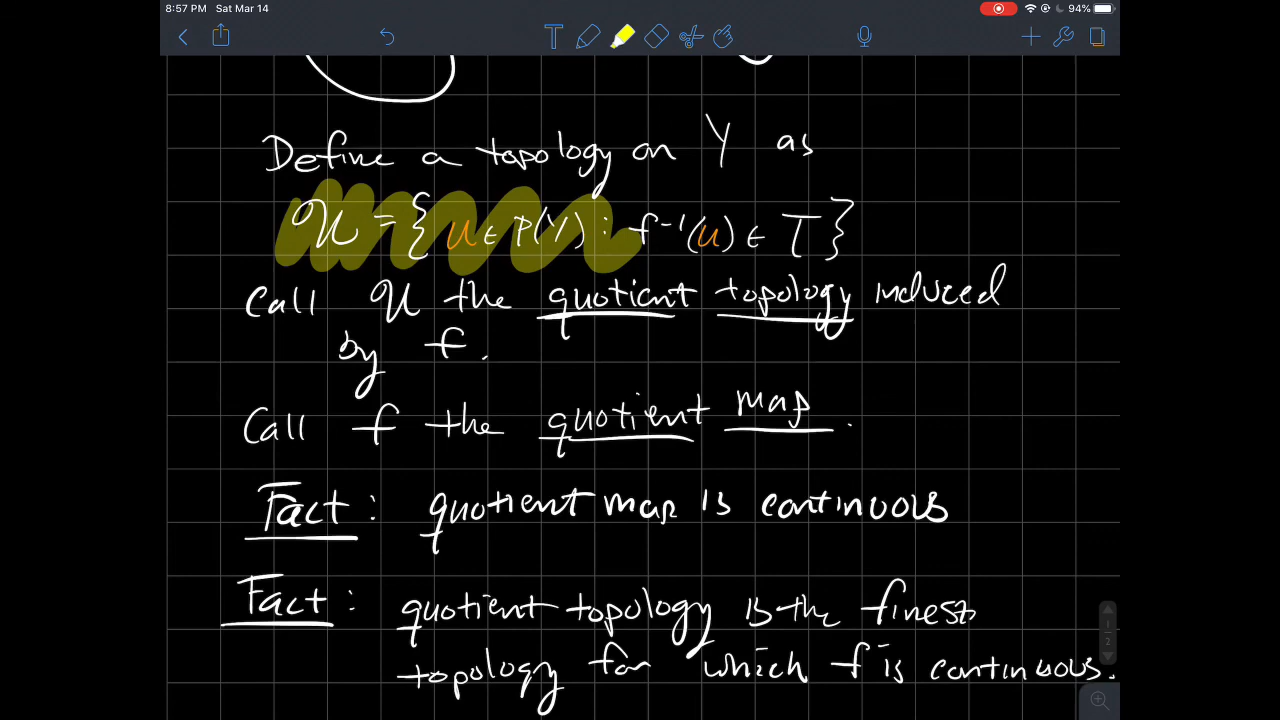 8:57 PM Sat Mar 14 94%
T
Define a topology on Y as
𝒰 = { u ∈ P(Y) : f⁻¹(u) ∈ T }
Call 𝒰 the quotient topology induced
by f.
Call f the quotient map.
Fact: quotient map is continuous
Fact: quotient topology is the finest
topology for which f is continuous.
1
2